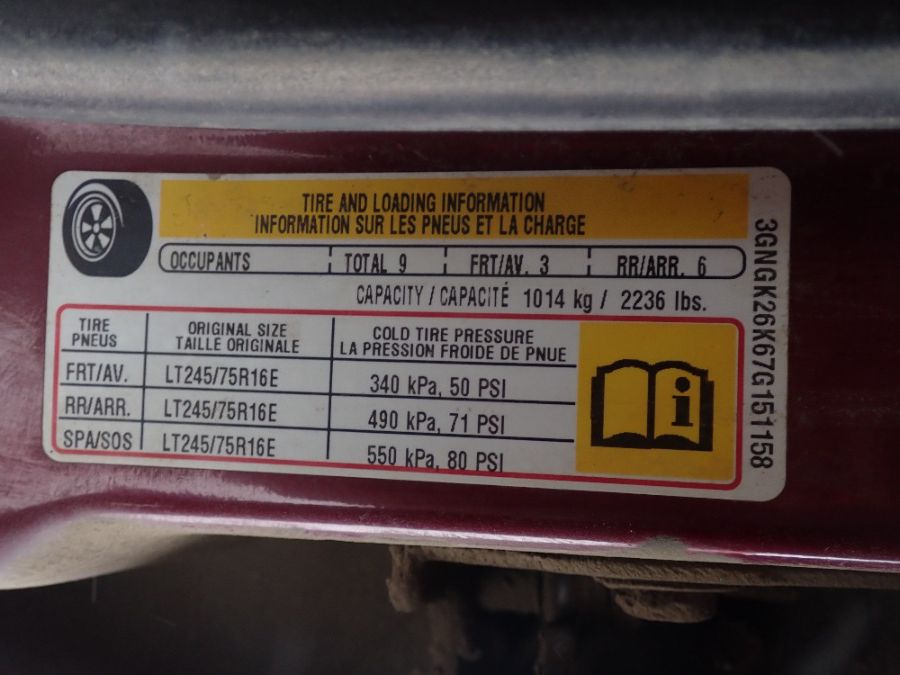 TIRE AND LOADING INFORMATION
INFORMATION SUR LES PNEUS ET LA CHARGE
OCCUPANTS TOTAL 9 FRT/AV. 3 RR/ARR. 6
CAPACITY / CAPACITÉ 1014 kg / 2236 lbs.
TIRE PNEUS ORIGINAL SIZE TAILLE ORIGINALE COLD TIRE PRESSURE LA PRESSION FROIDE DE PNUE
FRT/AV. LT245/75R16E 340 kPa, 50 PSI
RR/ARR. LT245/75R16E 490 kPa, 71 PSI
SPA/SOS LT245/75R16E 550 kPa, 80 PSI
i
3GNGK26K67G151158